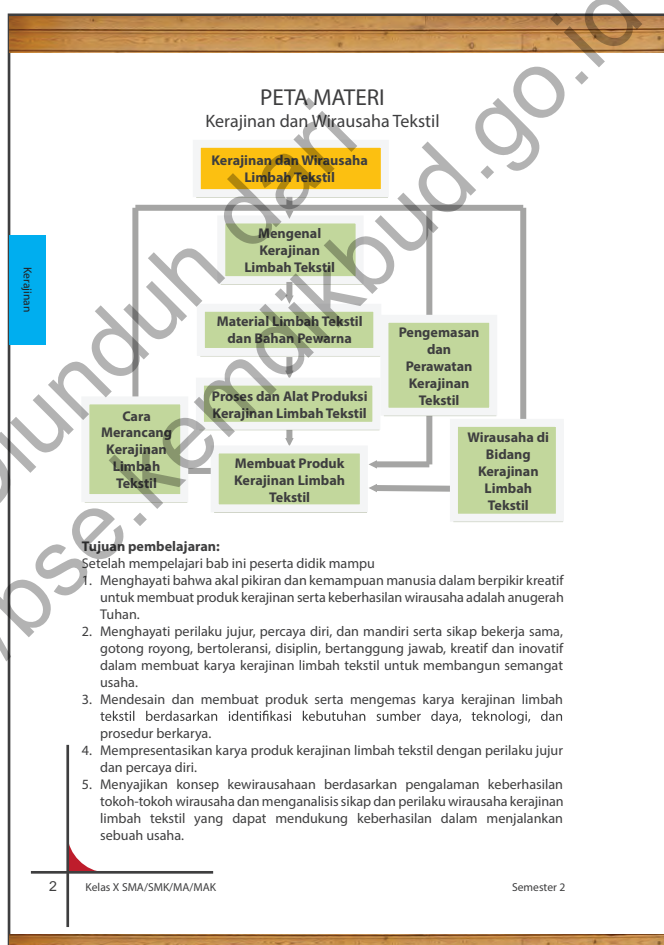 PETA MATERI
Kerajinan dan Wirausaha Tekstil
Kerajinan dan Wirausaha
Limbah Tekstil
Mengenal
Kerajinan
Limbah Tekstil
Kerajinan
Material Limbah Tekstil
dan Bahan Pewarna
Pengemasan
dan
Perawatan
Kerajinan
Tekstil
Proses dan Alat Produksi
Kerajinan Limbah Tekstil
Cara
Merancang
Kerajinan
Limbah
Tekstil
Membuat Produk
Kerajinan Limbah
Tekstil
Wirausaha di
Bidang
Kerajinan
Limbah
Tekstil
Tujuan pembelajaran:
Setelah mempelajari bab ini peserta didik mampu
1. Menghayati bahwa akal pikiran dan kemampuan manusia dalam berpikir kreatif
untuk membuat produk kerajinan serta keberhasilan wirausaha adalah anugerah
Tuhan.
2. Menghayati perilaku jujur, percaya diri, dan mandiri serta sikap bekerja sama,
gotong royong, bertoleransi, disiplin, bertanggung jawab, kreatif dan inovatif
dalam membuat karya kerajinan limbah tekstil untuk membangun semangat
usaha.
3. Mendesain dan membuat produk serta mengemas karya kerajinan limbah
tekstil berdasarkan identifikasi kebutuhan sumber daya, teknologi, dan
prosedur berkarya.
4. Mempresentasikan karya produk kerajinan limbah tekstil dengan perilaku jujur
dan percaya diri.
5. Menyajikan konsep kewirausahaan berdasarkan pengalaman keberhasilan
tokoh-tokoh wirausaha dan menganalisis sikap dan perilaku wirausaha kerajinan
limbah tekstil yang dapat mendukung keberhasilan dalam menjalankan
sebuah usaha.
2 Kelas X SMA/SMK/MA/MAK Semester 2
dari
bse.kemdikbud.go.id